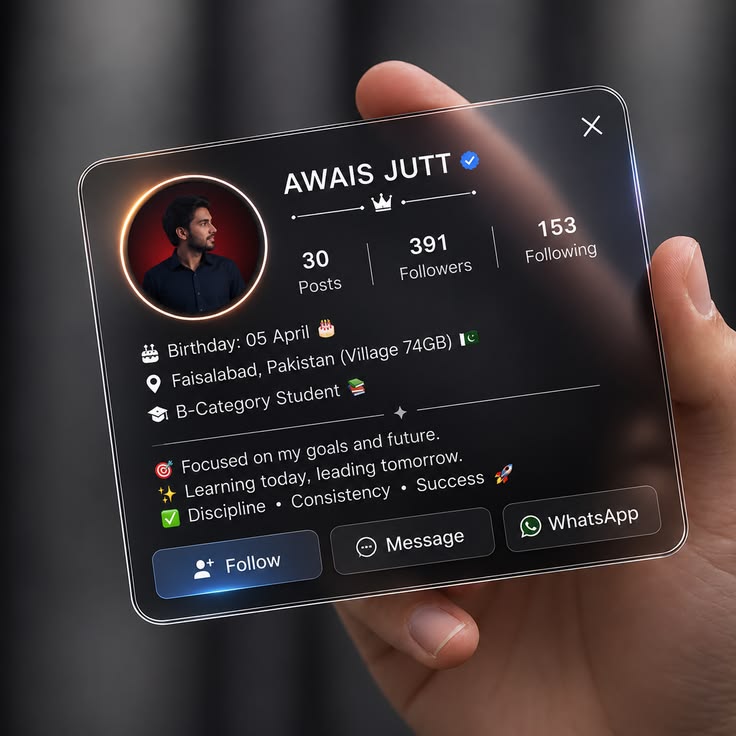 AWAIS JUTT
30 391 153
Posts Followers Following
Birthday: 05 April 🎂
Faisalabad, Pakistan (Village 74GB) 🇵🇰
B-Category Student 📚
🎯 Focused on my goals and future.
✨ Learning today, leading tomorrow.
✅ Discipline • Consistency • Success 🚀
Follow Message WhatsApp